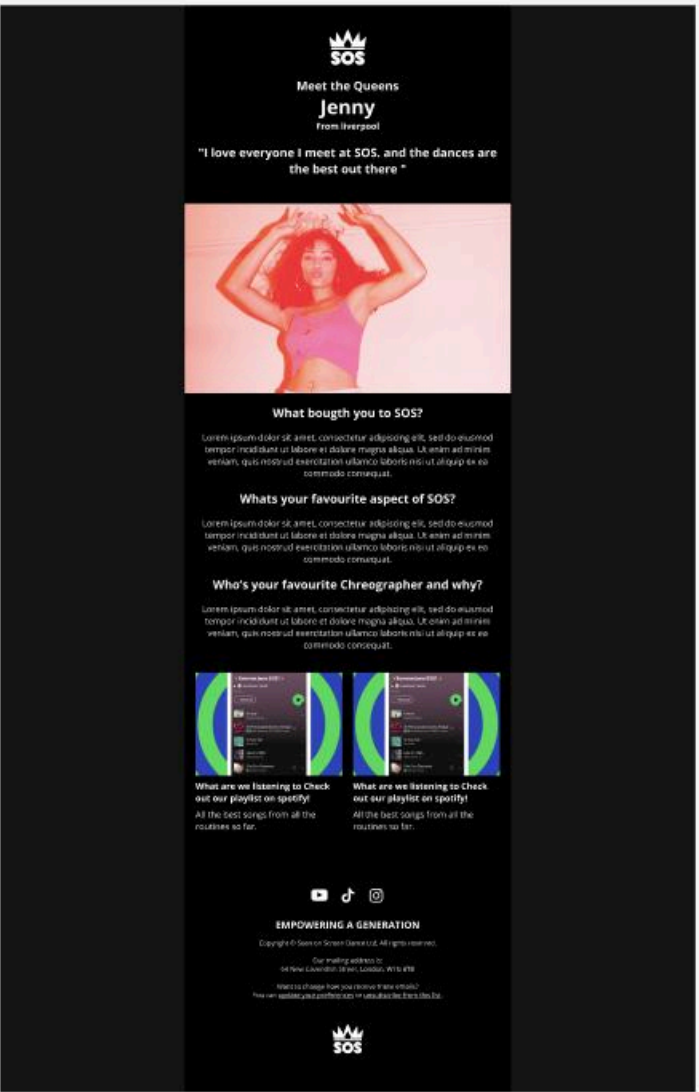 SOS
Meet the Queens
Jenny
From liverpool
"I love everyone I meet at SOS, and the dances are
the best out there "
What bougth you to SOS?
Lorem ipsum dolor sit amet, consectetur adipiscing elit, sed do eiusmod
tempor incididunt ut labore et dolore magna aliqua. Ut enim ad minim
veniam, quis nostrud exercitation ullamco laboris nisi ut aliquip ex ea
commodo consequat.
Whats your favourite aspect of SOS?
Lorem ipsum dolor sit amet, consectetur adipiscing elit, sed do eiusmod
tempor incididunt ut labore et dolore magna aliqua. Ut enim ad minim
veniam, quis nostrud exercitation ullamco laboris nisi ut aliquip ex ea
commodo consequat.
Who's your favourite Chreographer and why?
Lorem ipsum dolor sit amet, consectetur adipiscing elit, sed do eiusmod
tempor incididunt ut labore et dolore magna aliqua. Ut enim ad minim
veniam, quis nostrud exercitation ullamco laboris nisi ut aliquip ex ea
commodo consequat.
What are we listening to Check
out our playlist on spotify!
All the best songs from all the
routines so far.
What are we listening to Check
out our playlist on spotify!
All the best songs from all the
routines so far.
EMPOWERING A GENERATION
Copyright © Seen on Screen Dance Ltd, All rights reserved.
Our mailing address is:
64 New Cavendish Street, London, W1G
Want to change how you receive these emails?
You can update your preferences or unsubscribe from this list.
SOS